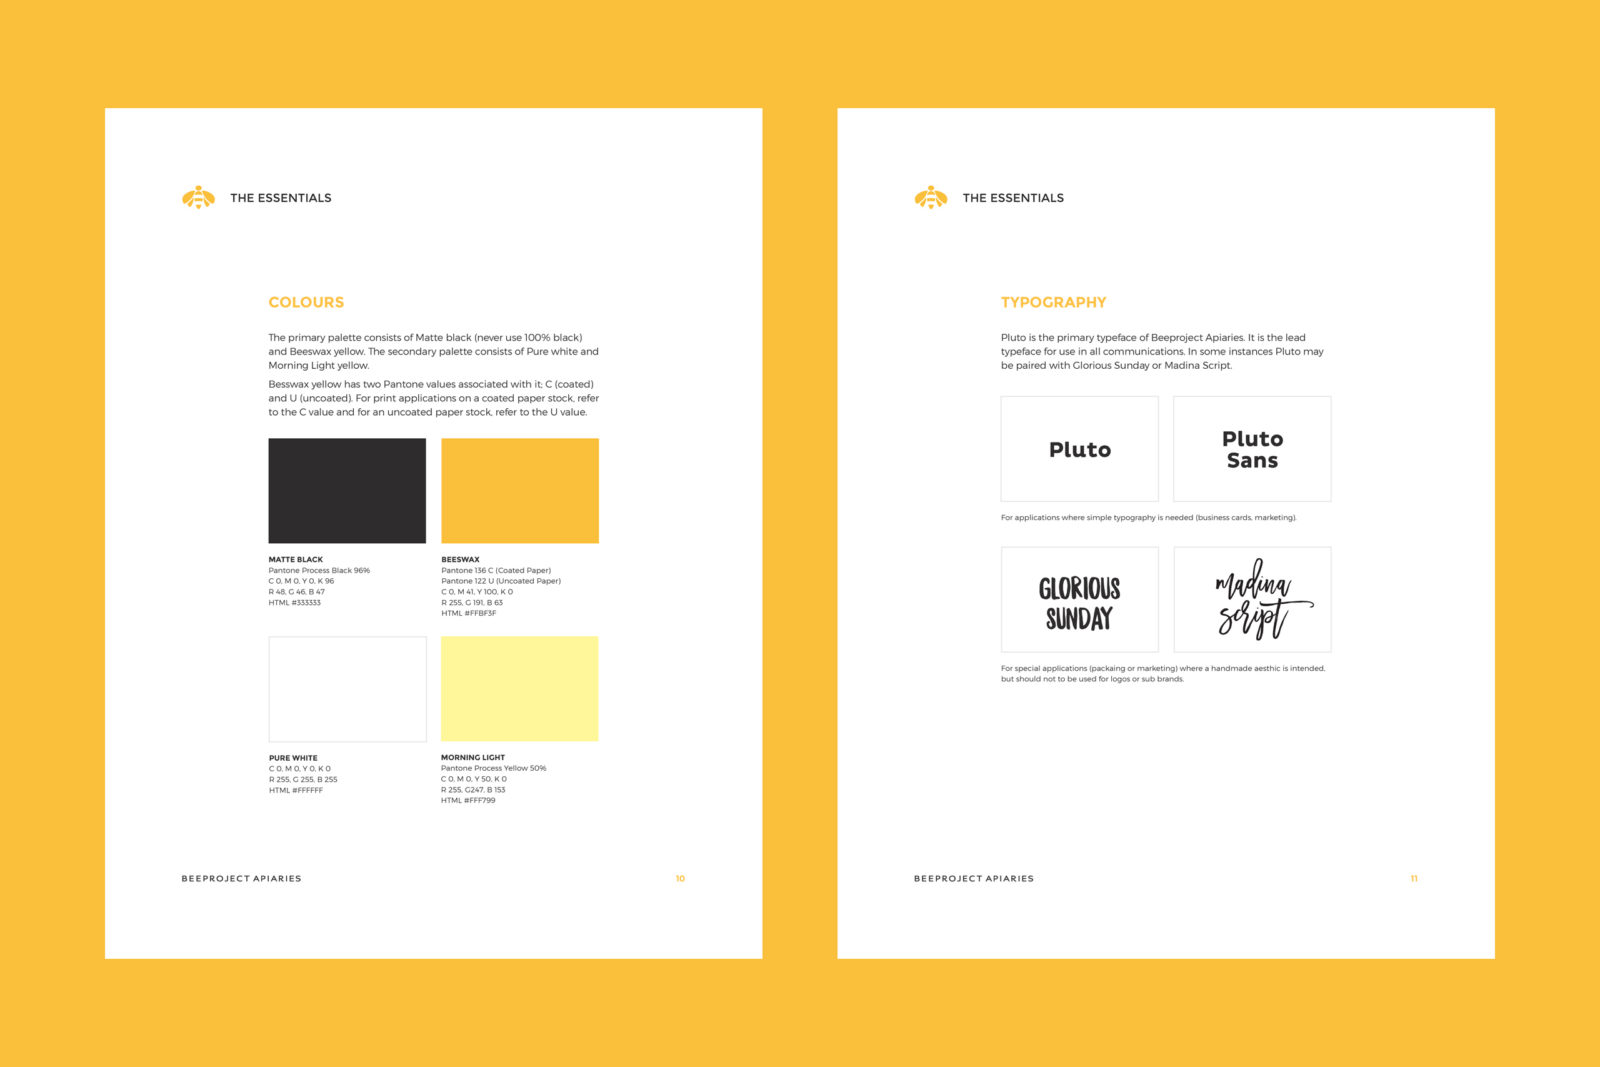 THE ESSENTIALS
COLOURS
The primary palette consists of Matte black (never use 100% black)
and Beeswax yellow. The secondary palette consists of Pure white and
Morning Light yellow.
Besswax yellow has two Pantone values associated with it; C (coated)
and U (uncoated). For print applications on a coated paper stock, refer
to the C value and for an uncoated paper stock, refer to the U value.
MATTE BLACK
Pantone Process Black 96%
C 0, M 0, Y 0, K 96
R 48, G 46, B 47
HTML #333333
BEESWAX
Pantone 136 C (Coated Paper)
Pantone 122 U (Uncoated Paper)
C 0, M 41, Y 100, K 0
R 255, G 191, B 63
HTML #FFBF3F
PURE WHITE
C 0, M 0, Y 0, K 0
R 255, G 255, B 255
HTML #FFFFFF
MORNING LIGHT
Pantone Process Yellow 50%
C 0, M 0, Y 50, K 0
R 255, G247, B 153
HTML #FFF799
BEEPROJECT APIARIES
10
THE ESSENTIALS
TYPOGRAPHY
Pluto is the primary typeface of Beeproject Apiaries. It is the lead
typeface for use in all communications. In some instances Pluto may
be paired with Glorious Sunday or Madina Script.
Pluto
Pluto
Sans
For applications where simple typography is needed (business cards, marketing).
GLORIOUS
SUNDAY
madina
script
For special applications (packaing or marketing) where a handmade aesthic is intended,
but should not to be used for logos or sub brands.
BEEPROJECT APIARIES
11